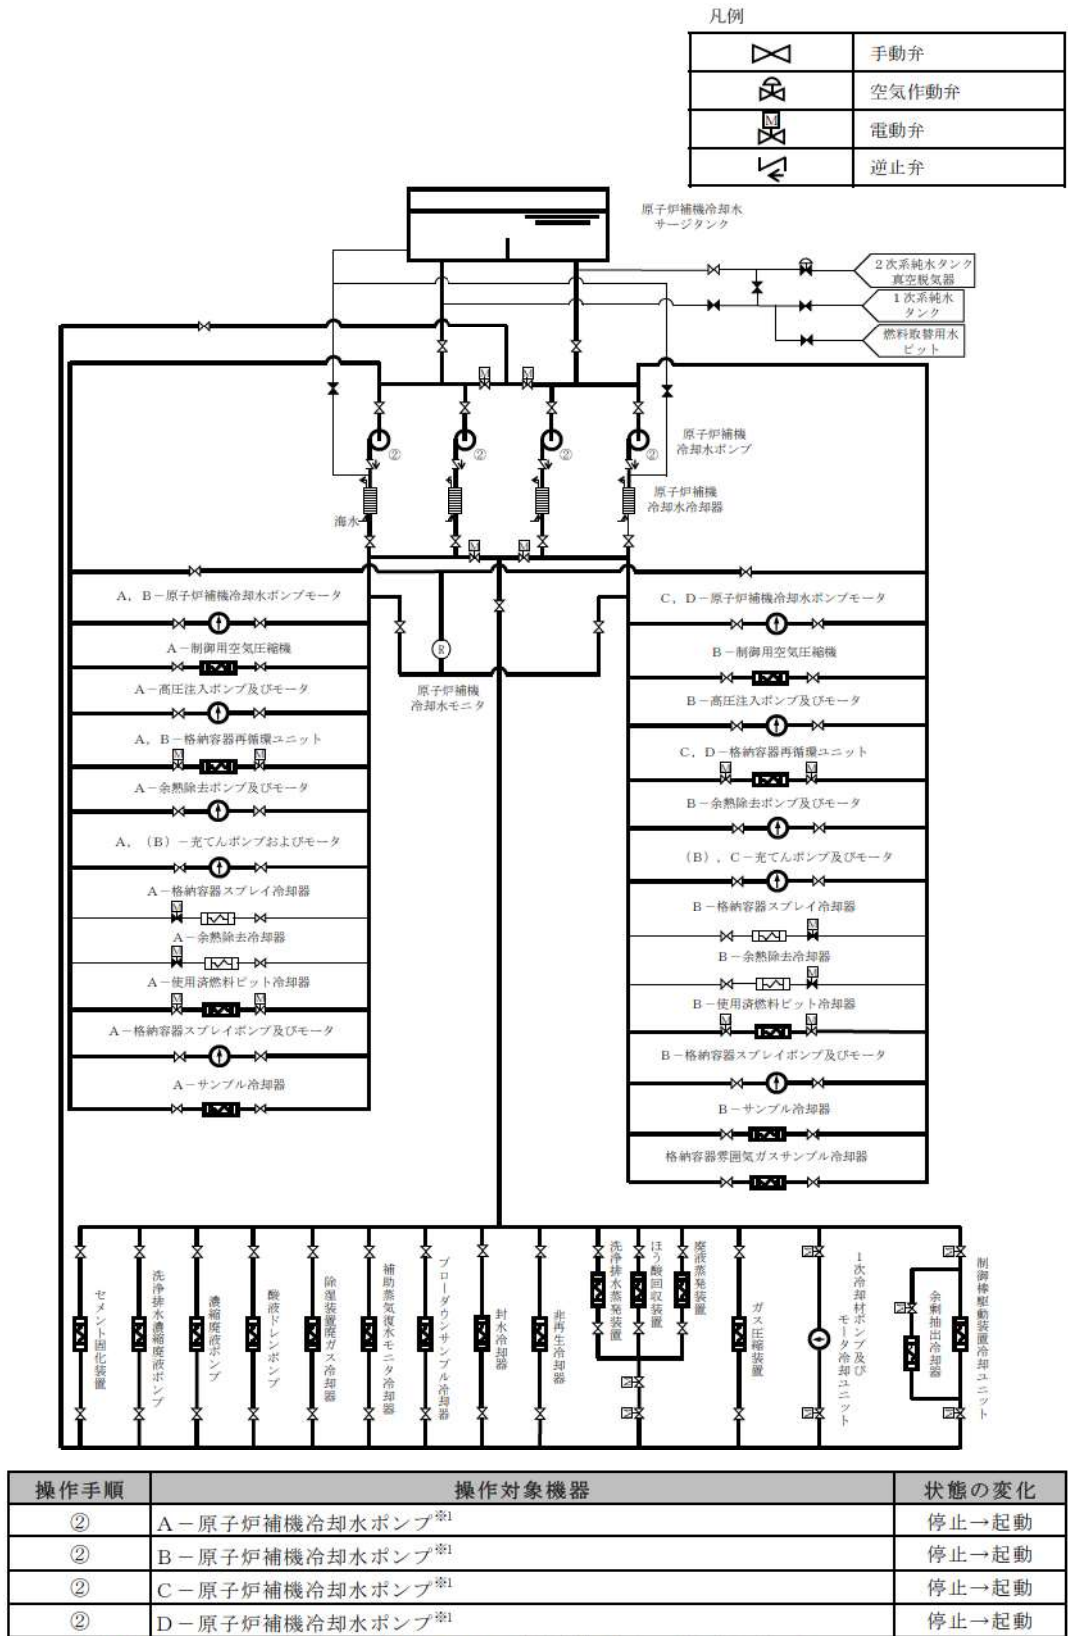 凡例
手動弁
空気作動弁
M
電動弁
逆止弁
原子炉補機冷却水
サージタンク
2次系純水タンク
真空脱気器
1次系純水
タンク
燃料取替用水
ピット
M
M
原子炉補機
冷却水ポンプ
②
②
②
②
原子炉補機
冷却水冷却器
海水
M
M
A,B-原子炉補機冷却水ポンプモータ
A-制御用空気圧縮機
A-高圧注入ポンプ及びモータ
A,B-格納容器再循環ユニット
M
M
A-余熱除去ポンプ及びモータ
A,(B)-充てんポンプおよびモータ
A-格納容器スプレイ冷却器
M
A-余熱除去冷却器
M
A-使用済燃料ピット冷却器
M
M
A-格納容器スプレイポンプ及びモータ
A-サンプル冷却器
R
原子炉補機
冷却水モニタ
C,D-原子炉補機冷却水ポンプモータ
B-制御用空気圧縮機
B-高圧注入ポンプ及びモータ
C,D-格納容器再循環ユニット
M
M
B-余熱除去ポンプ及びモータ
(B),C-充てんポンプ及びモータ
B-格納容器スプレイ冷却器
M
B-余熱除去冷却器
M
B-使用済燃料ピット冷却器
M
M
B-格納容器スプレイポンプ及びモータ
B-サンプル冷却器
格納容器雰囲気ガスサンプル冷却器
セメント固化装置
洗浄排水濃縮廃液ポンプ
濃縮廃液ポンプ
酸液ドレンポンプ
除湿装置廃ガス冷却器
補助蒸気復水モニタ冷却器
ブローダウンサンプル冷却器
封水冷却器
非再生冷却器
洗浄排水蒸発装置
ほう酸回収装置
廃液蒸発装置
M
M
ガス圧縮装置
M
M
1次冷却材ポンプ及び
モータ冷却ユニット
M
余剰抽出冷却器
M
M
制御棒駆動装置冷却ユニット
操作手順 操作対象機器 状態の変化
② A-原子炉補機冷却水ポンプ※1 停止→起動
② B-原子炉補機冷却水ポンプ※1 停止→起動
② C-原子炉補機冷却水ポンプ※1 停止→起動
② D-原子炉補機冷却水ポンプ※1 停止→起動